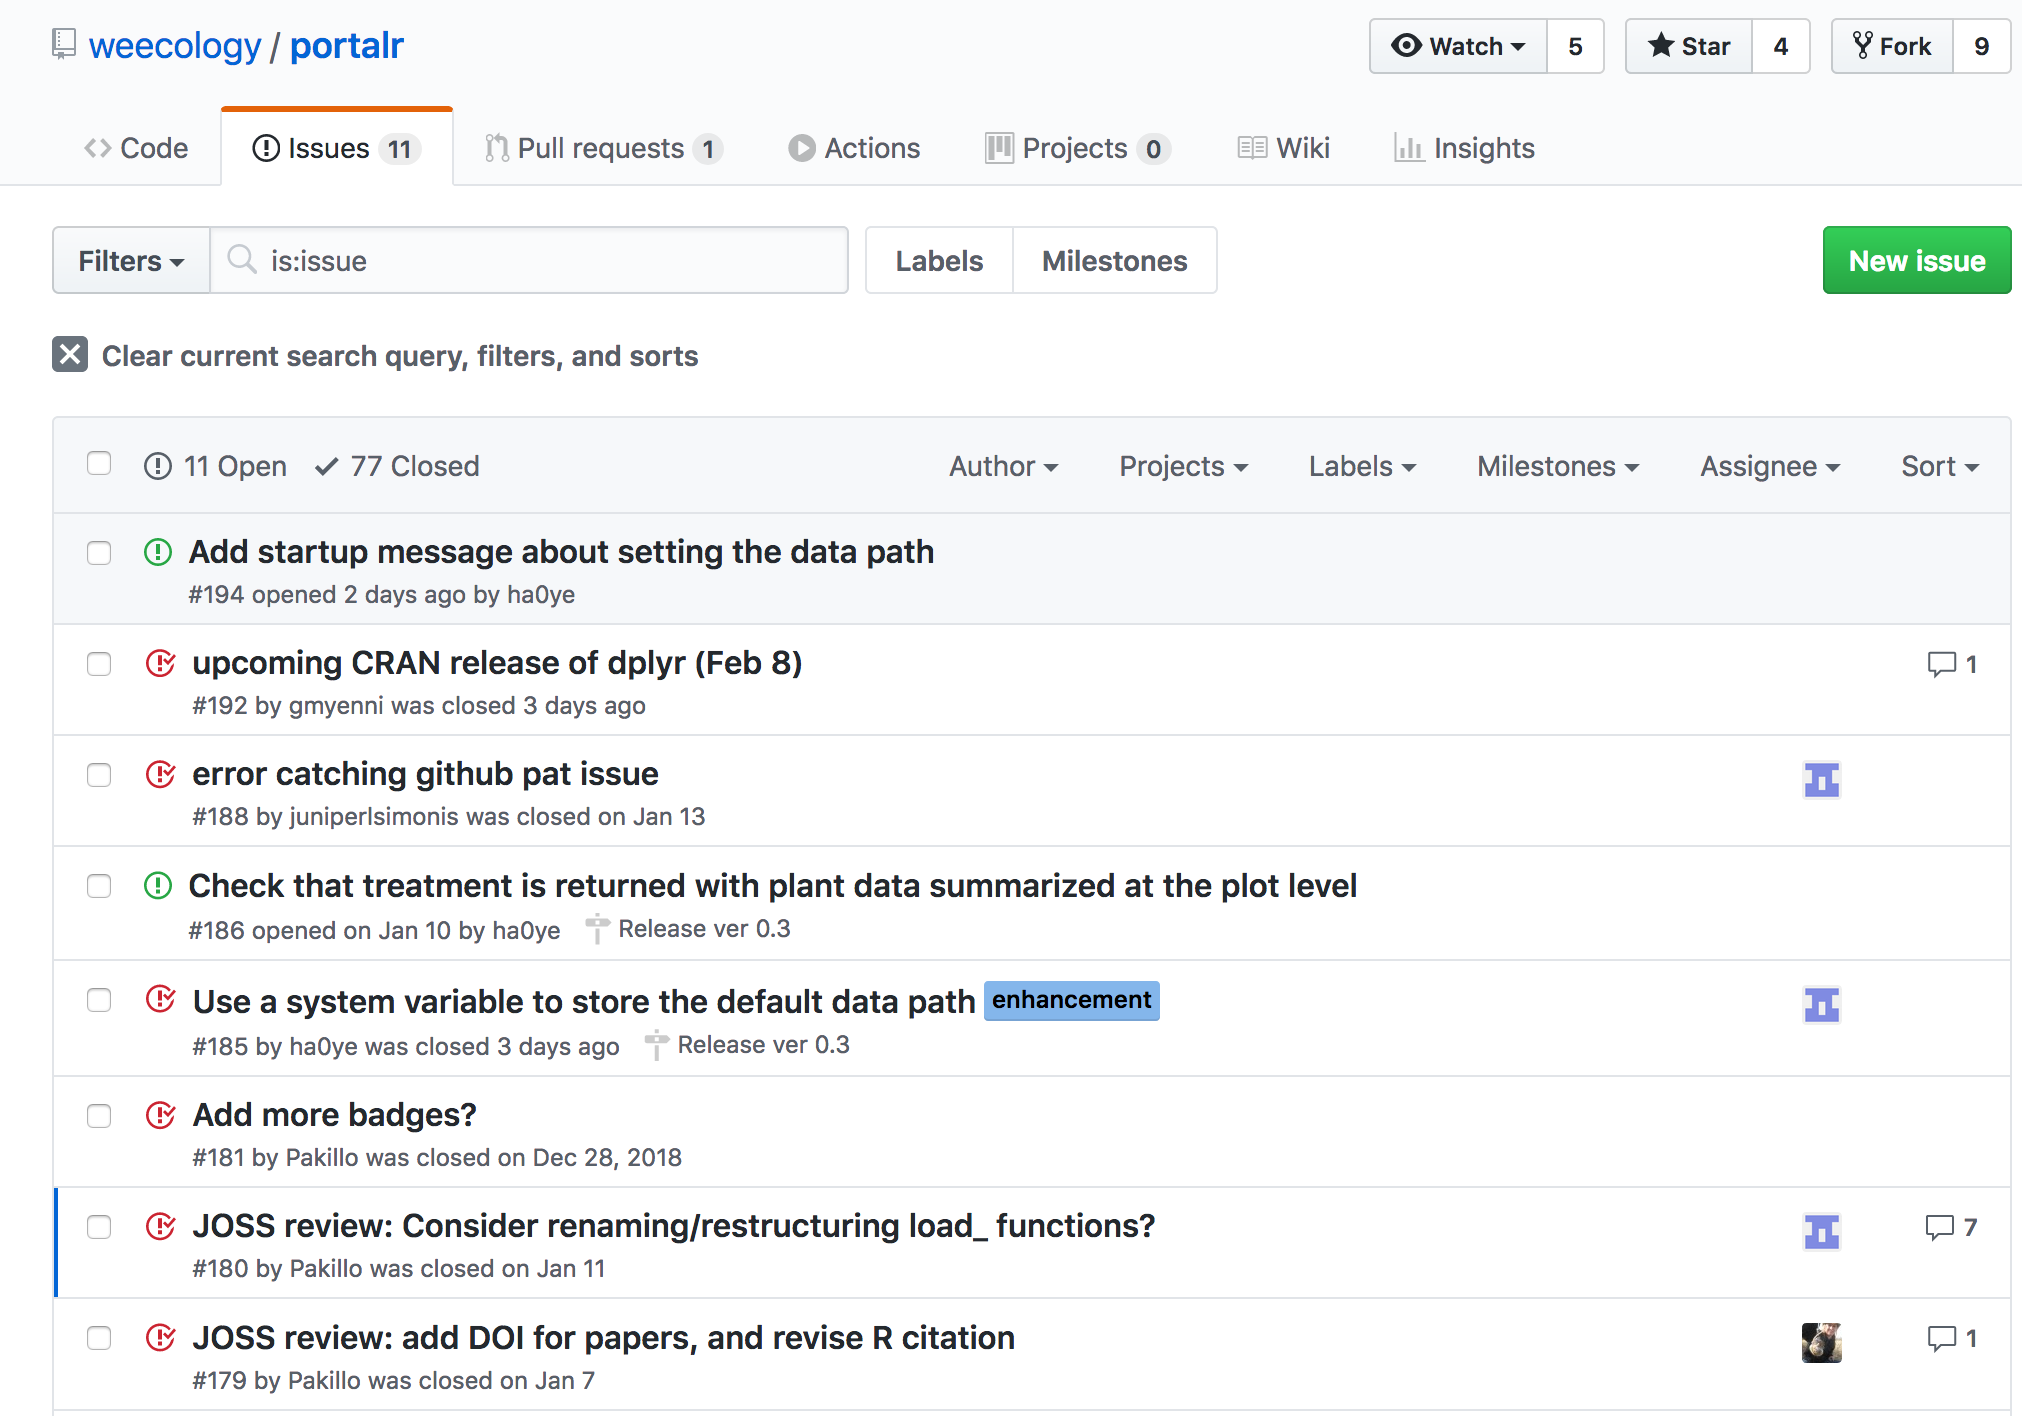 weecology / portalr
Watch 5 Star 4 Fork 9
Code Issues 11 Pull requests 1 Actions Projects 0 Wiki Insights
Filters is:issue Labels Milestones New issue
Clear current search query, filters, and sorts
11 Open 77 Closed Author Projects Labels Milestones Assignee Sort
Add startup message about setting the data path
#194 opened 2 days ago by ha0ye
upcoming CRAN release of dplyr (Feb 8) 1
#192 by gmyenni was closed 3 days ago
error catching github pat issue
#188 by juniperlsimonis was closed on Jan 13
Check that treatment is returned with plant data summarized at the plot level
#186 opened on Jan 10 by ha0ye Release ver 0.3
Use a system variable to store the default data path enhancement
#185 by ha0ye was closed 3 days ago Release ver 0.3
Add more badges?
#181 by Pakillo was closed on Dec 28, 2018
JOSS review: Consider renaming/restructuring load_ functions? 7
#180 by Pakillo was closed on Jan 11
JOSS review: add DOI for papers, and revise R citation 1
#179 by Pakillo was closed on Jan 7